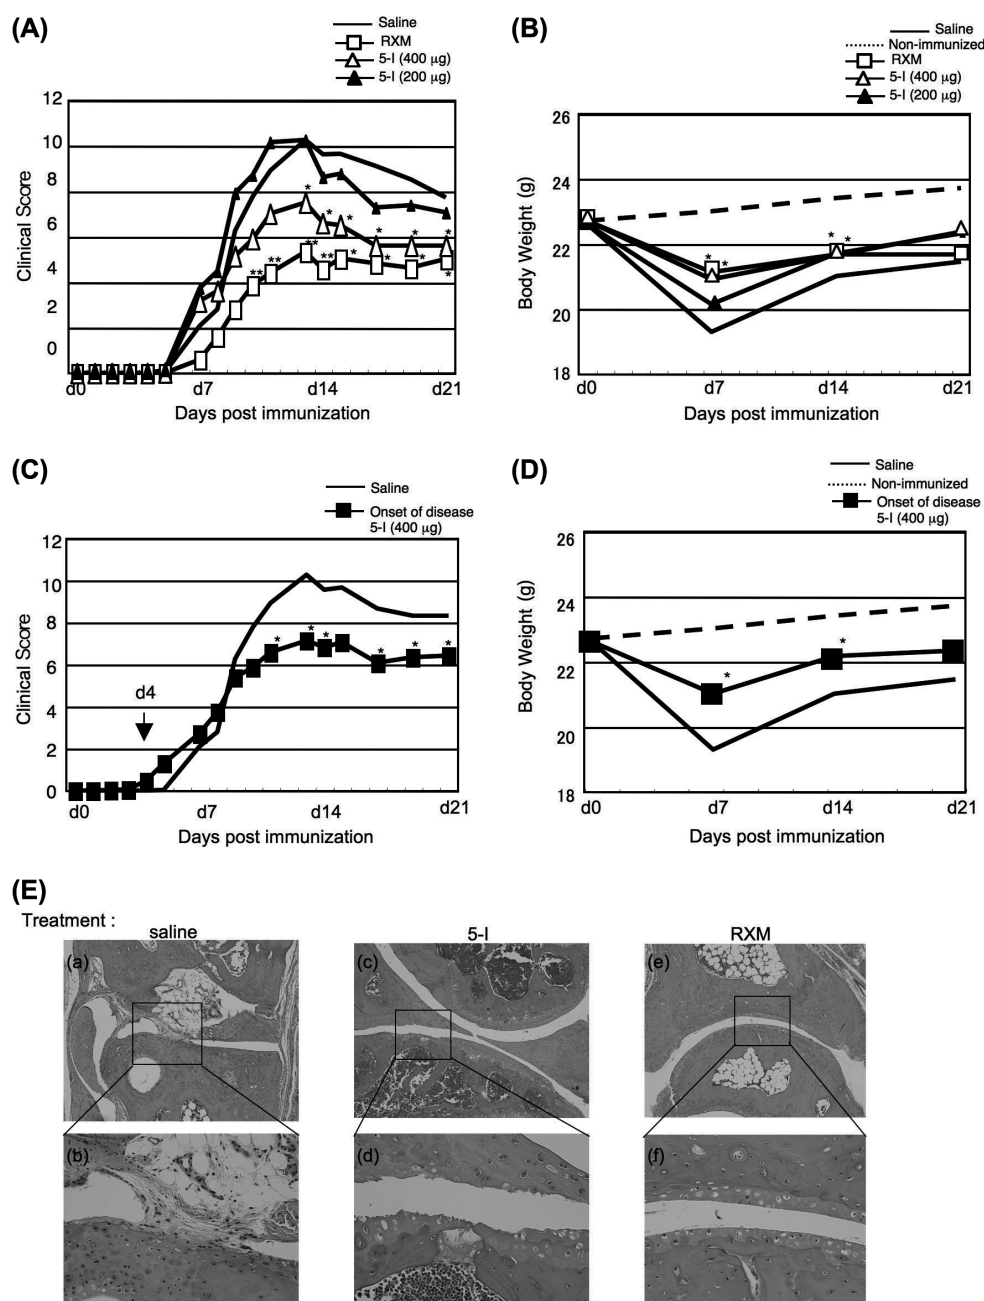 (A)
Saline
RXM
5-I (400 μg)
5-I (200 μg)
12
10
8
6
4
2
0
Clinical Score
d0
d7
d14
d21
Days post immunization
(B)
Saline
Non-immunized
RXM
5-I (400 μg)
5-I (200 μg)
26
24
22
20
18
Body Weight (g)
d0
d7
d14
d21
Days post immunization
(C)
Saline
Onset of disease
5-I (400 μg)
12
10
8
6
4
2
0
Clinical Score
d4
d0
d7
d14
d21
Days post immunization
(D)
Saline
Non-immunized
Onset of disease
5-I (400 μg)
26
24
22
20
18
Body Weight (g)
d0
d7
d14
d21
Days post immunization
(E)
Treatment :
saline
5-I
RXM
(a)
(c)
(e)
(b)
(d)
(f)